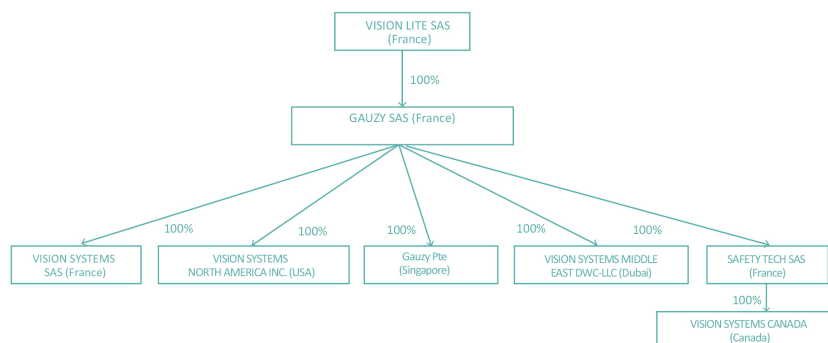 VISION LITE SAS
(France)
100%
GAUZY SAS (France)
100%
100%
100%
100%
100%
VISION SYSTEMS
SAS (France)
VISION SYSTEMS
NORTH AMERICA INC. (USA)
Gauzy Pte
(Singapore)
VISION SYSTEMS MIDDLE
EAST DWC-LLC (Dubai)
SAFETY TECH SAS
(France)
100%
VISION SYSTEMS CANADA
(Canada)